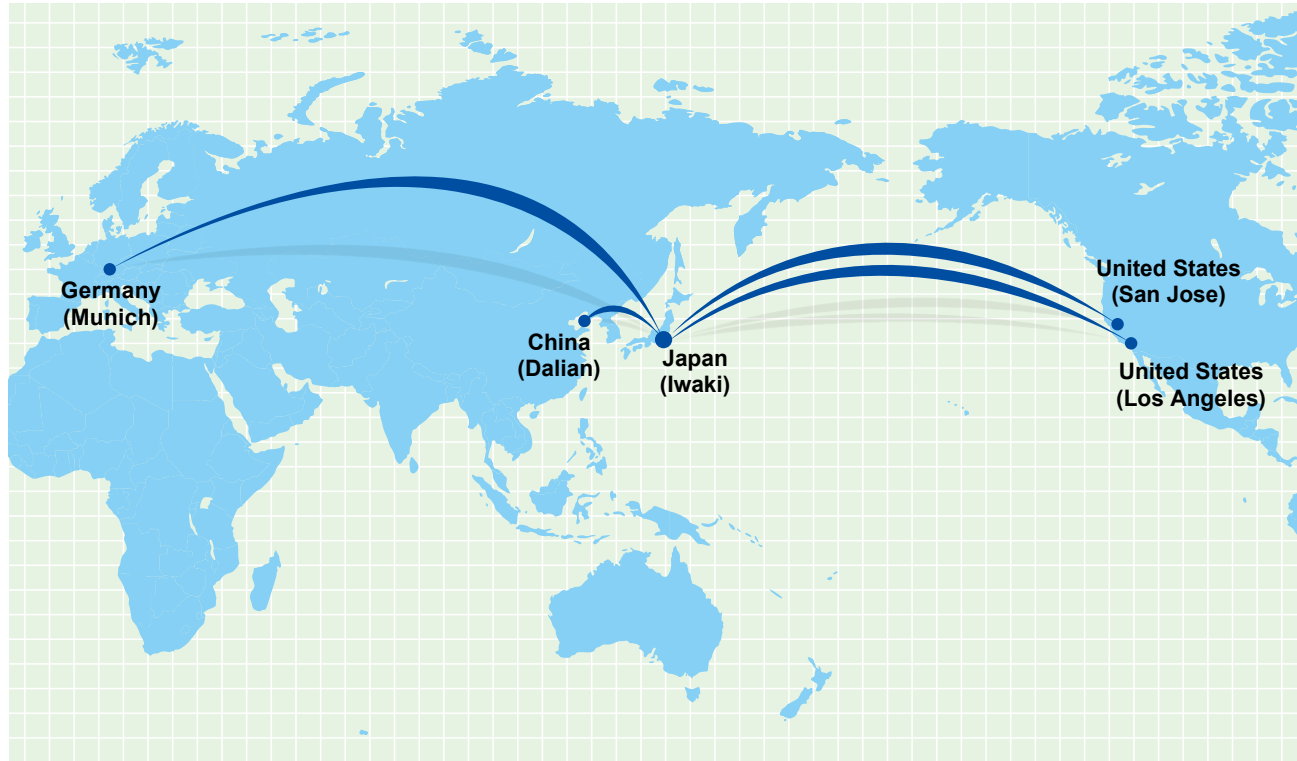 Germany
(Munich)
China
(Dalian)
Japan
(Iwaki)
United States
(San Jose)
United States
(Los Angeles)